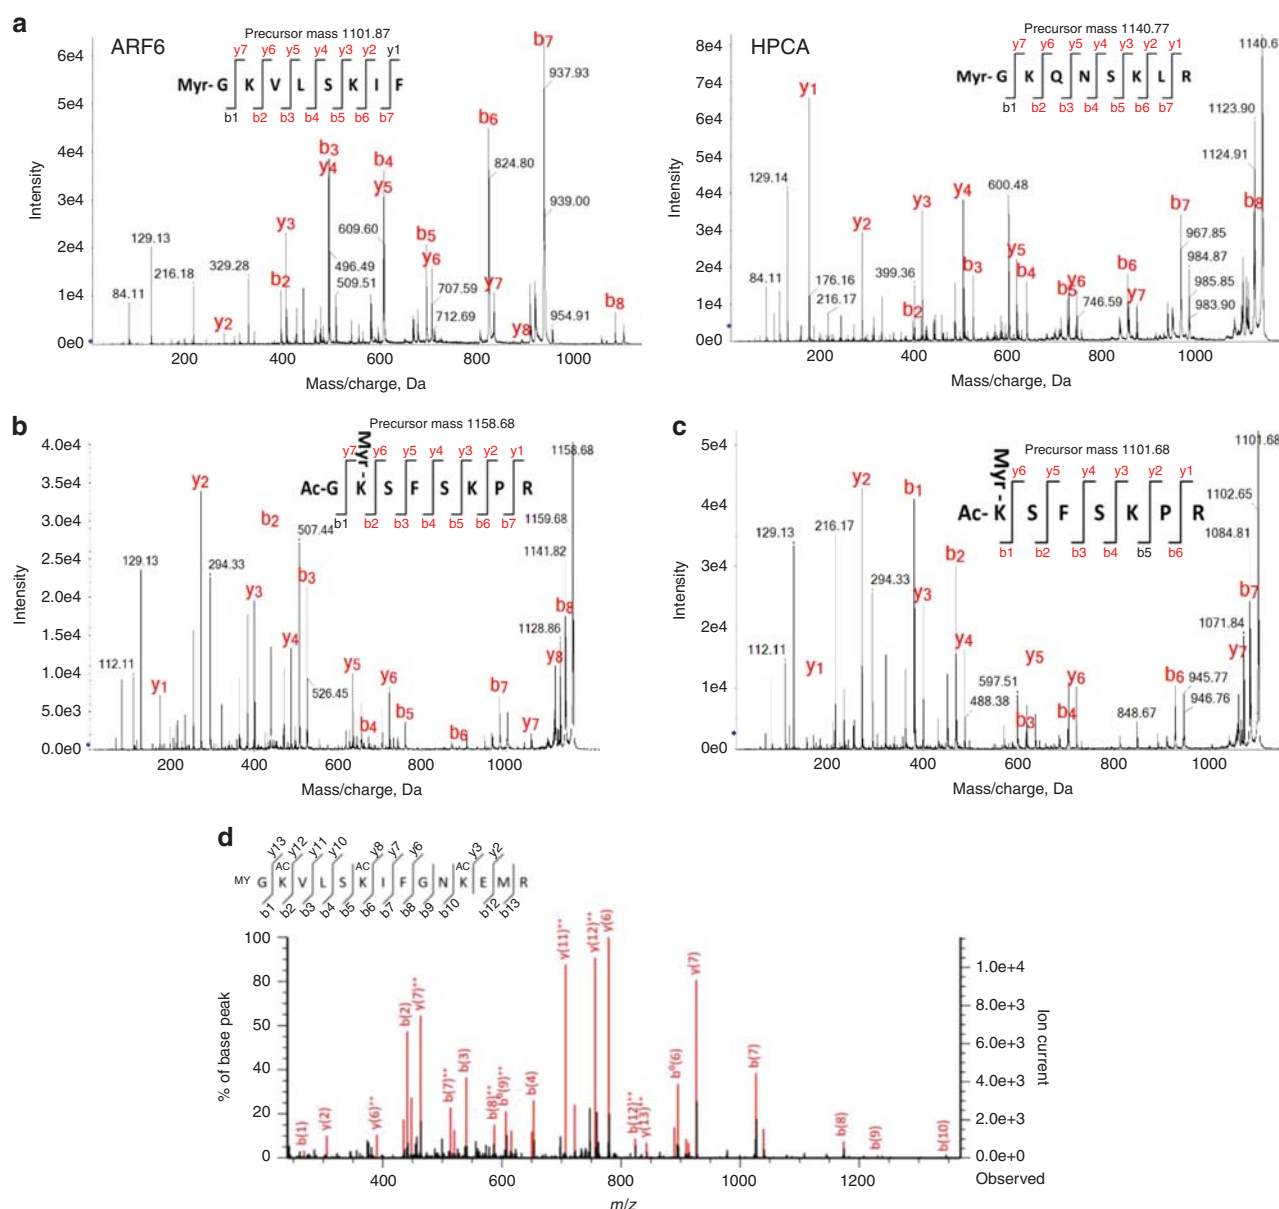 a
ARF6
Precursor mass 1101.87
y7 y6 y5 y4 y3 y2 y1
Myr- G K V L S K I F
b1 b2 b3 b4 b5 b6 b7
6e4
5e4
4e4
3e4
2e4
1e4
0e0
Intensity
84.11
129.13
216.18
y2
329.28
y3
b2
b3
y4
496.49
509.51
b4
y5
609.60
b5
y6
707.59
712.69
b6
824.80
y7
y8
b7
937.93
939.00
954.91
b8
200 400 600 800 1000
Mass/charge, Da
HPCA
Precursor mass 1140.77
y7 y6 y5 y4 y3 y2 y1
Myr- G K Q N S K L R
b1 b2 b3 b4 b5 b6 b7
8e4
7e4
6e4
5e4
4e4
3e4
2e4
1e4
0e0
Intensity
84.11
129.14
y1
176.16
216.17
y2
399.36
y3
b2
y4
b3
600.48
y5
b4
b5
y6
746.59
b6
y7
b7
967.85
984.87
985.85
983.90
1140.6
1123.90
1124.91
b8
200 400 600 800 1000
Mass/charge, Da
b
Precursor mass 1158.68
Myr-
y7 y6 y5 y4 y3 y2 y1
Ac-G K S F S K P R
b1 b2 b3 b4 b5 b6 b7
4.0e4
3.5e4
3.0e4
2.5e4
2.0e4
1.5e4
1.0e4
5.0e3
0.0e0
Intensity
112.11
129.13
y1
y2
294.33
y3
b2
507.44
b3
526.45
y4
y5
b4
y6
b5
b6
b7
y7
1158.68
1159.68
1141.82
b8
1128.86
y8
200 400 600 800 1000
Mass/charge, Da
c
Precursor mass 1101.68
Myr-
y6 y5 y4 y3 y2 y1
Ac- K S F S K P R
b1 b2 b3 b4 b5 b6
5e4
4e4
3e4
2e4
1e4
0e0
Intensity
112.11
129.13
y1
216.17
y2
294.33
b1
y3
b2
y4
488.38
597.51
b3
y5
b4
y6
848.67
b6
945.77
946.76
1101.68
1102.65
1084.81
b7
1071.84
y7
200 400 600 800 1000
Mass/charge, Da
d
y13 y12 y11 y10 y8 y7 y6 y3 y2
AC AC AC
MY G K V L S K I F G N K E M R
b1 b2 b3 b4 b5 b6 b7 b8 b9 b10 b12 b13
100
80
50
40
20
0
% of base peak
b(1)
y(2)
y(6)++
b(2)
y(7)++
b(7)++
b(3)
b(8)++
b⁰(9)++
b(4)
y(11)++
y(12)++
y(6)
b(12)++
y(13)++
b⁰(6)
y(7)
b(7)
b(8)
b(9)
b(10)
1.0e+4
8.0e+3
6.0e+3
4.0e+3
2.0e+3
0.0e+0
Ion current
400 600 800 1000 1200
Observed
m/z